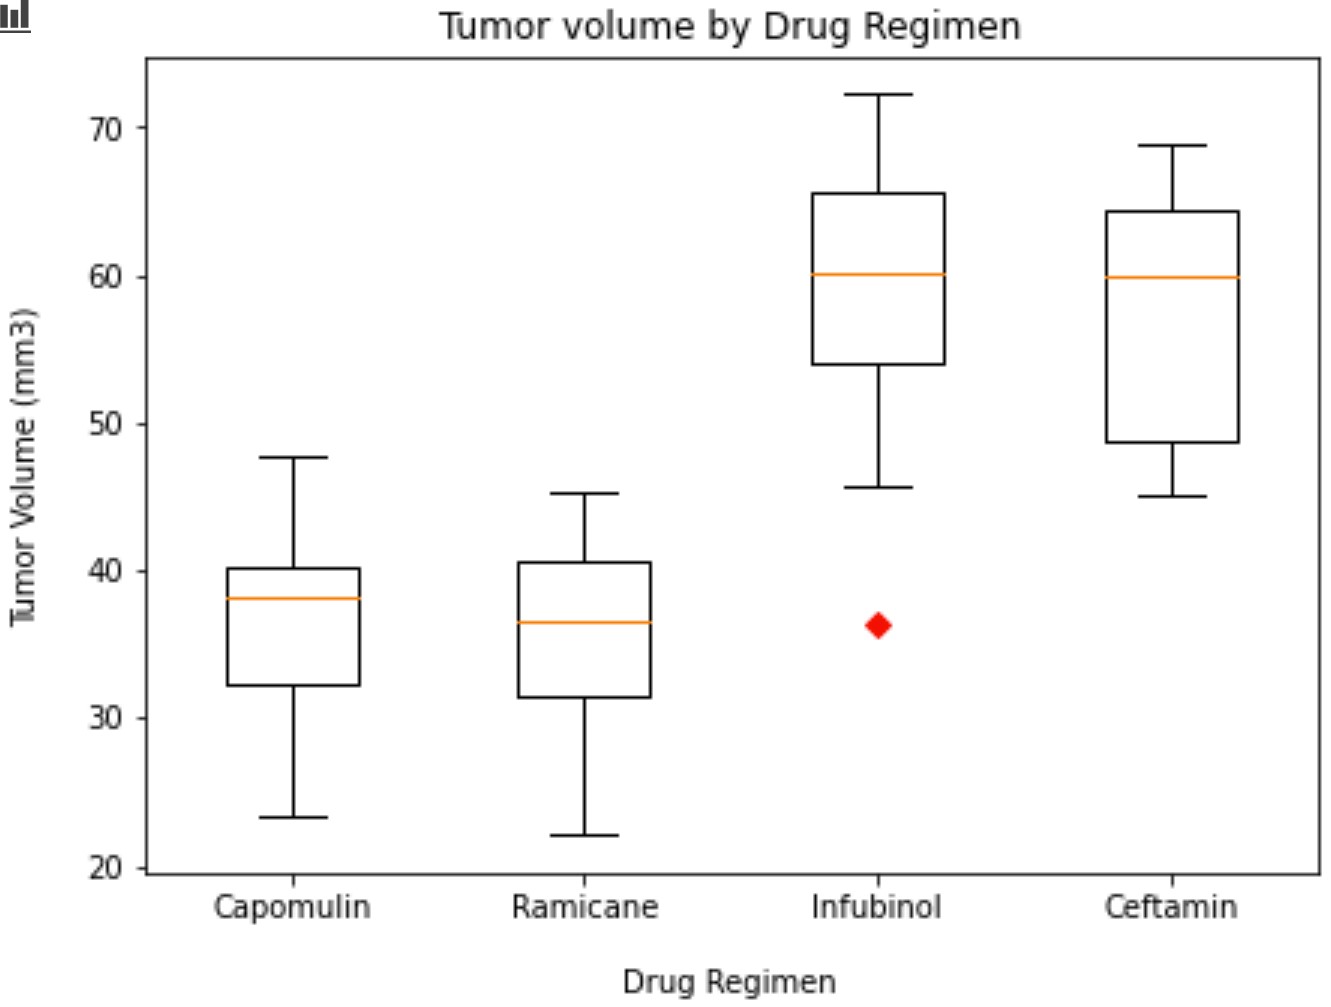 Tumor volume by Drug Regimen
Tumor Volume (mm3)
70
60
50
40
30
20
Capomulin Ramicane Infubinol Ceftamin
Drug Regimen